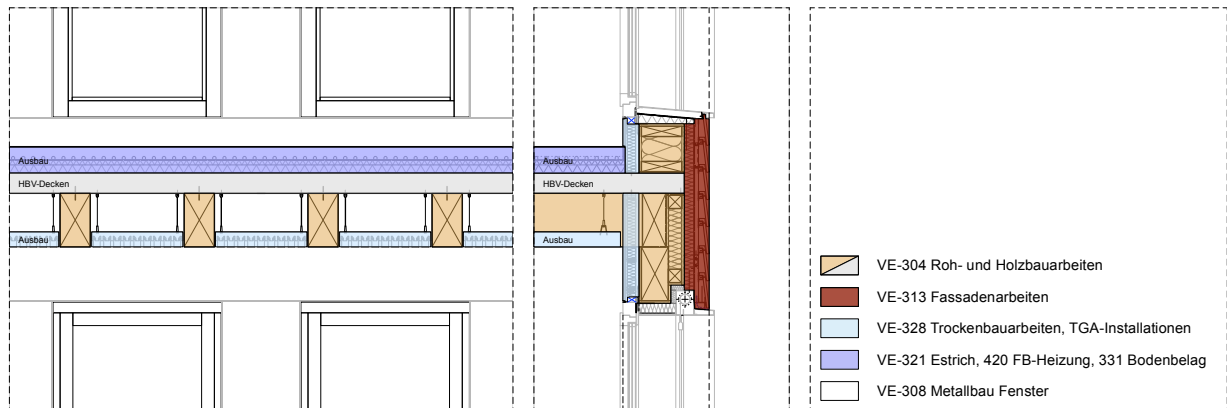 Ausbau
HBV-Decken
Ausbau
Ausbau
HBV-Decken
Ausbau
VE-304 Roh- und Holzbauarbeiten
VE-313 Fassadenarbeiten
VE-328 Trockenbauarbeiten, TGA-Installationen
VE-321 Estrich, 420 FB-Heizung, 331 Bodenbelag
VE-308 Metallbau Fenster